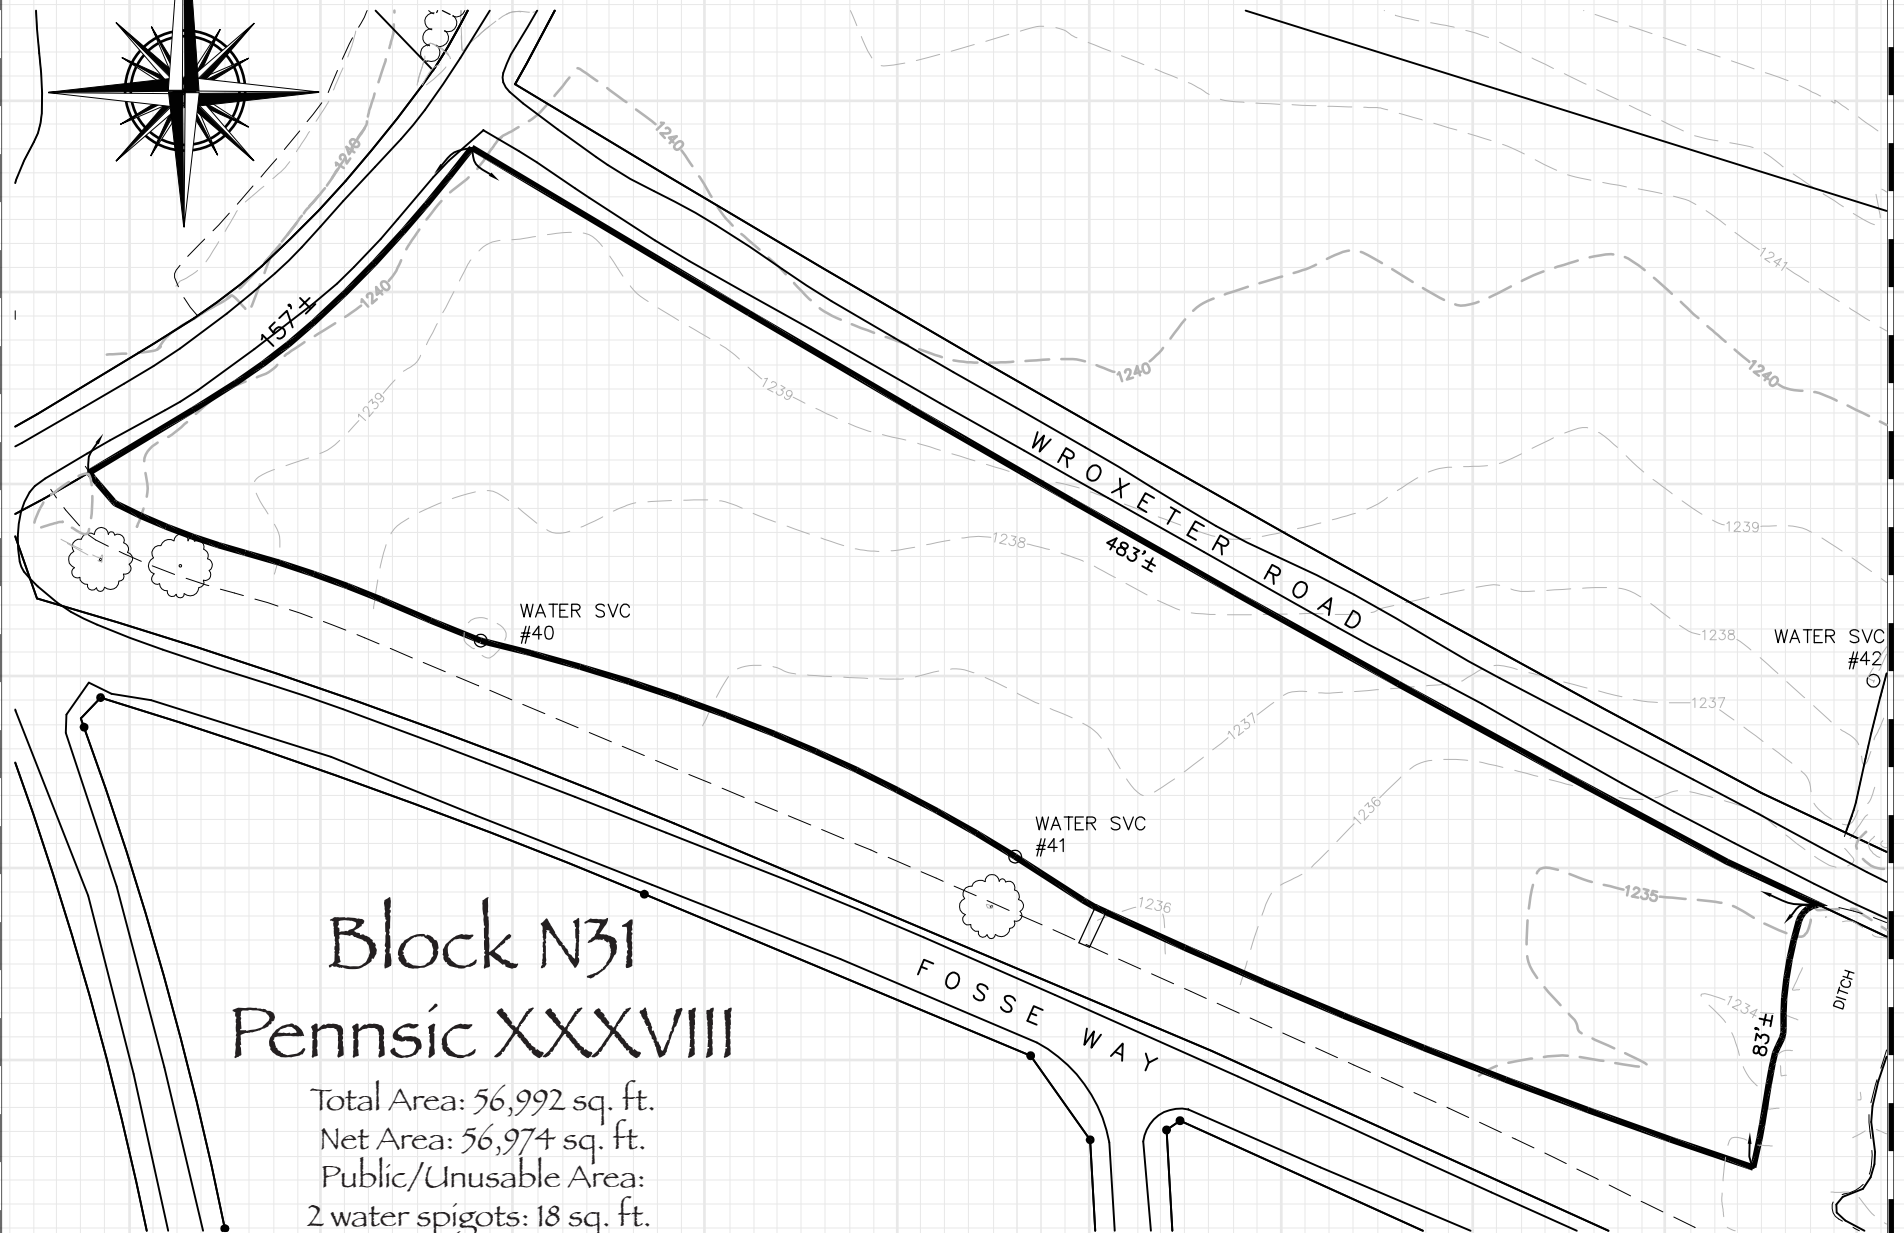 1240
1240
1240
157'±
1241
1240
1240
1239
1239
WROXETER ROAD
483'±
1238
1239
WATER SVC
#40
1238
WATER SVC
#42
1237
1237
WATER SVC
#41
1236
1236
1235
1234
DITCH
83'±
FOSSE WAY
Block N31
Pennsic XXXVIII
Total Area: 56,992 sq. ft.
Net Area: 56,974 sq. ft.
Public/Unusable Area:
2 water spigots: 18 sq. ft.